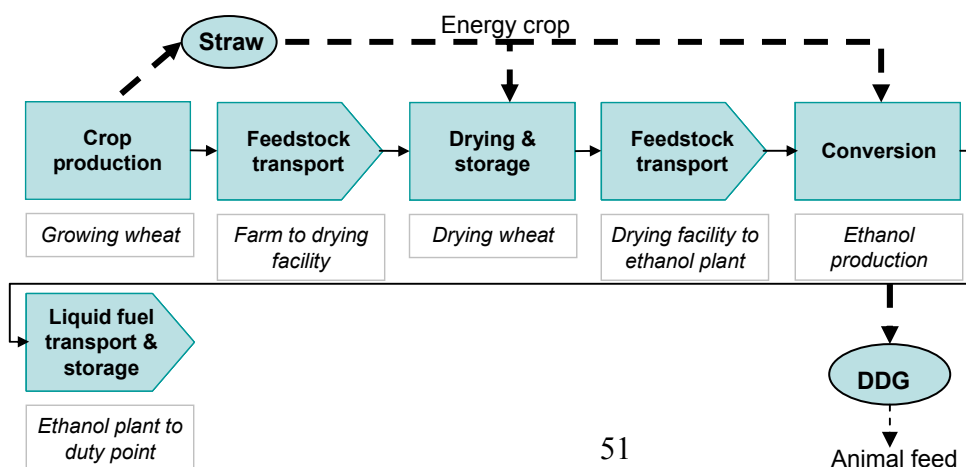 Energy crop
Straw
Crop
production
Feedstock
transport
Drying &
storage
Feedstock
transport
Conversion
Growing wheat
Farm to drying
facility
Drying wheat
Drying facility to
ethanol plant
Ethanol
production
Liquid fuel
transport &
storage
DDG
Ethanol plant to
duty point
51
Animal feed